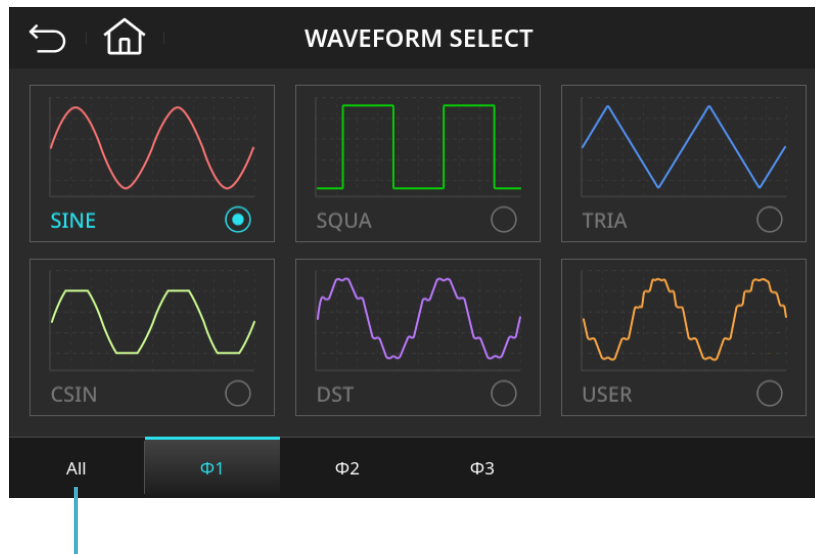 WAVEFORM SELECT
SINE
SQUA
TRIA
CSIN
DST
USER
All
Φ1
Φ2
Φ3